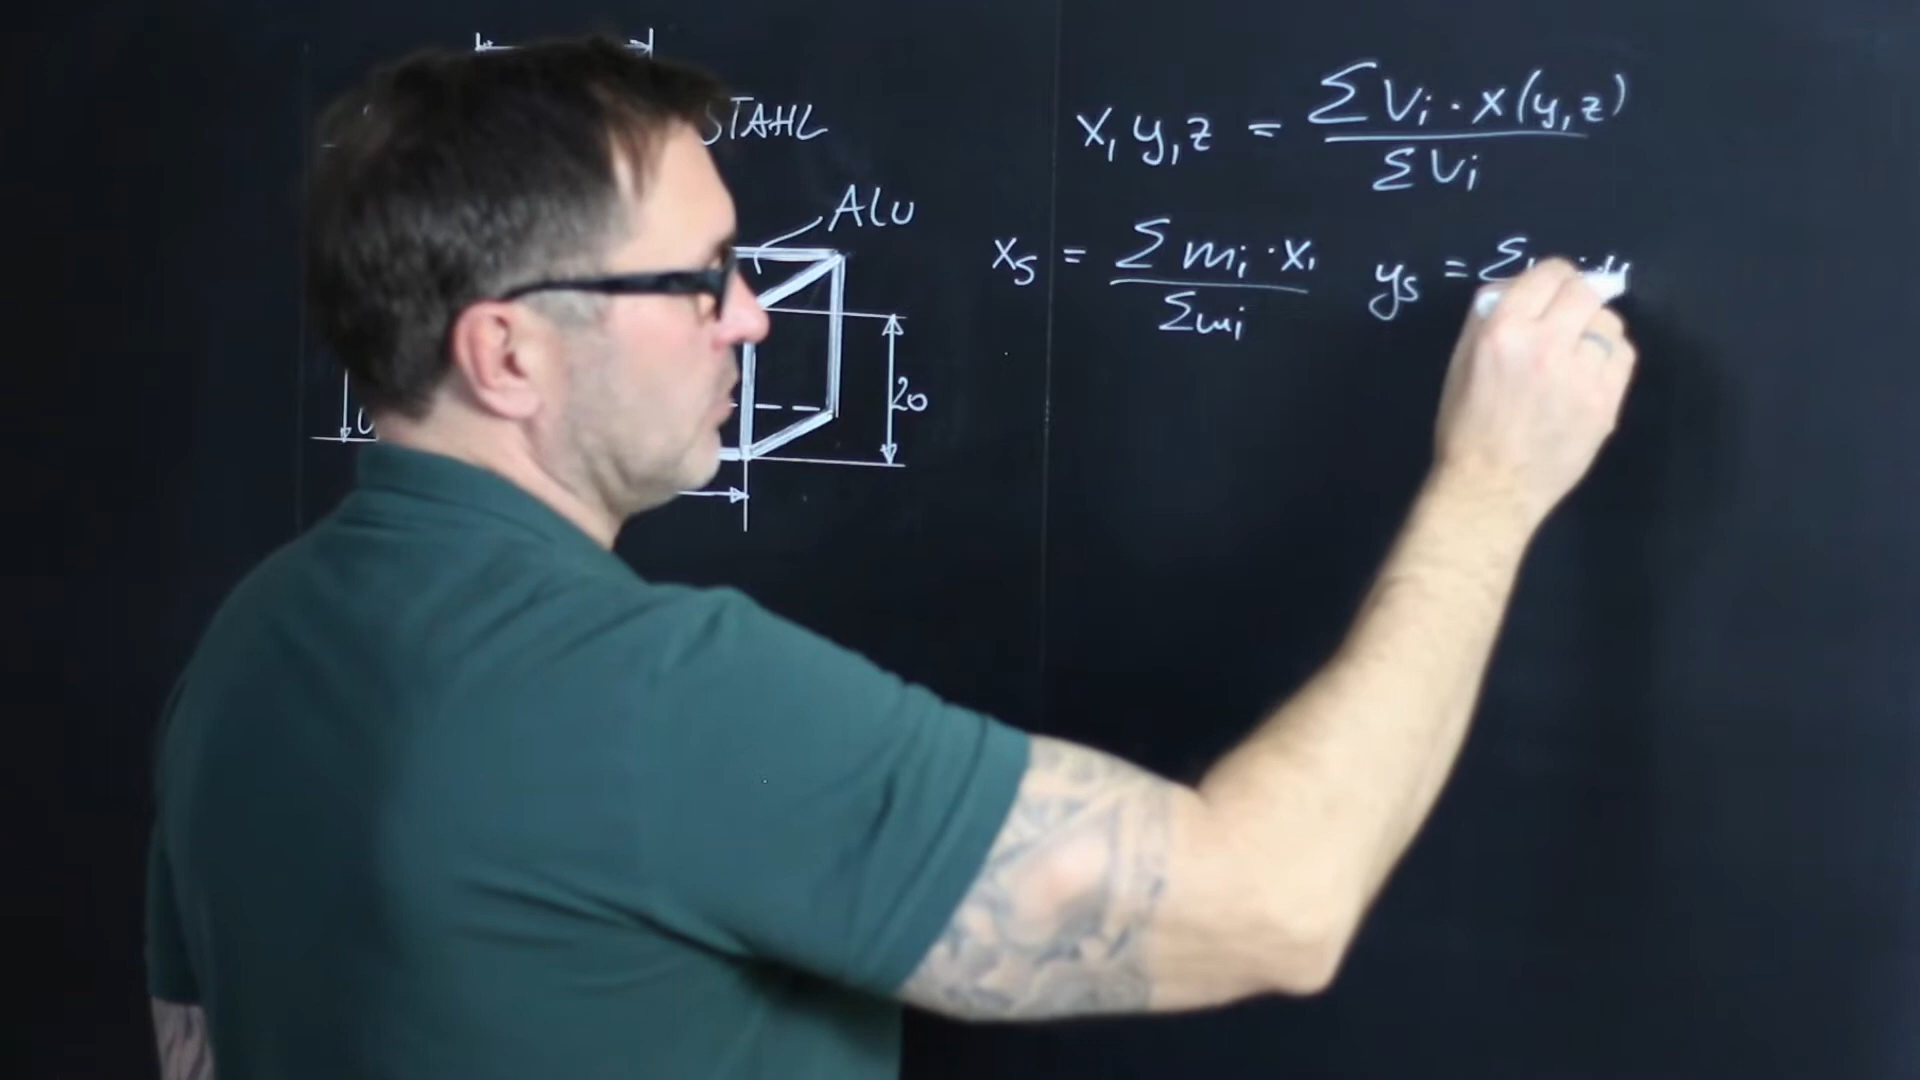 STAHL
Alu
20
x, y, z = ΣVi · x(y, z) / ΣVi
xs = Σmi · xi / Σmi
ys = Σ